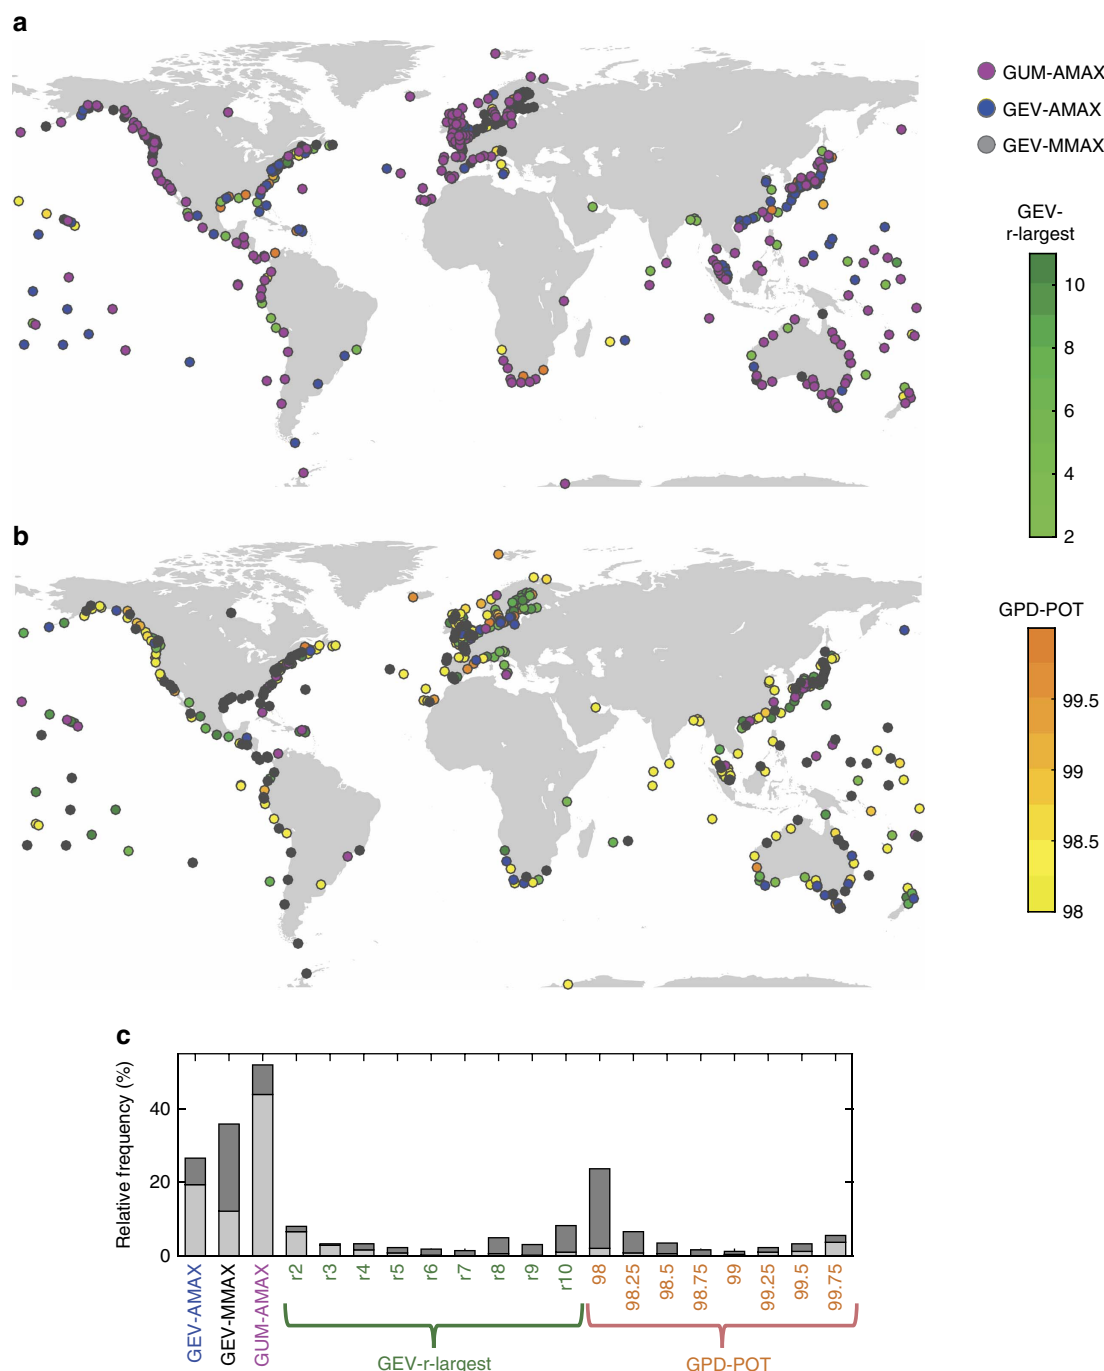 a
GUM-AMAX
GEV-AMAX
GEV-MMAX
GEV-
r-largest
10
8
6
4
2
b
GPD-POT
99.5
99
98.5
98
c
Relative frequency (%)
40
20
0
GEV-AMAX
GEV-MMAX
GUM-AMAX
r2
r3
r4
r5
r6
r7
r8
r9
r10
98
98.25
98.5
98.75
99
99.25
99.5
99.75
GEV-r-largest
GPD-POT